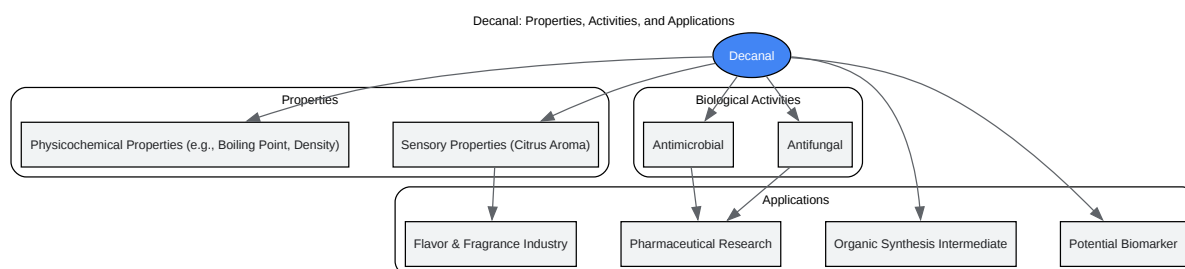 Decanal: Properties, Activities, and Applications
Decanal
Properties
Biological Activities
Physicochemical Properties (e.g., Boiling Point, Density)
Sensory Properties (Citrus Aroma)
Antimicrobial
Antifungal
Applications
Flavor & Fragrance Industry
Pharmaceutical Research
Organic Synthesis Intermediate
Potential Biomarker